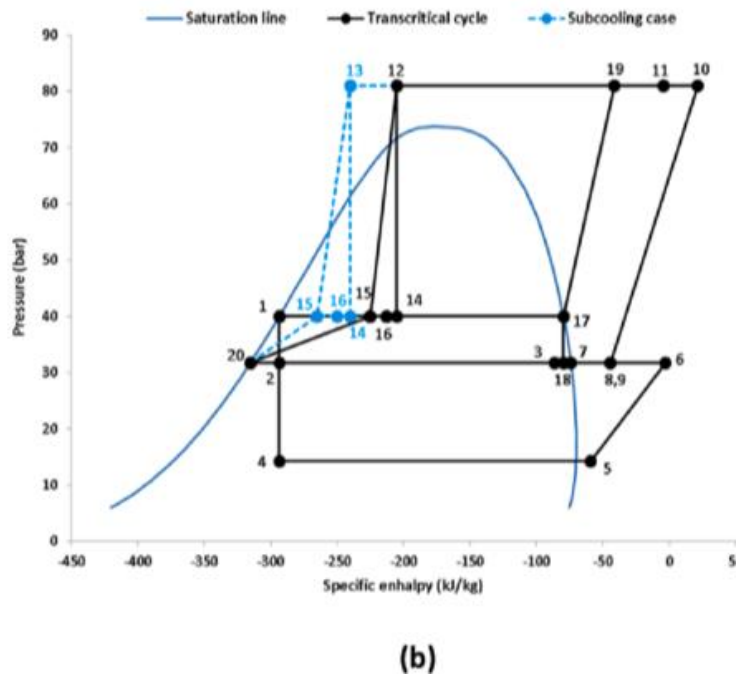 Saturation line Transcritical cycle Subcooling case
90
80
70
60
50
40
30
20
10
0
Pressure (bar)
13 12 19 11 10
1 15 16 15 14 17
14 16
20 2 3 18 7 8,9 6
4 5
-450 -400 -350 -300 -250 -200 -150 -100 -50 0 5
Specific enthalpy (kJ/kg)
(b)